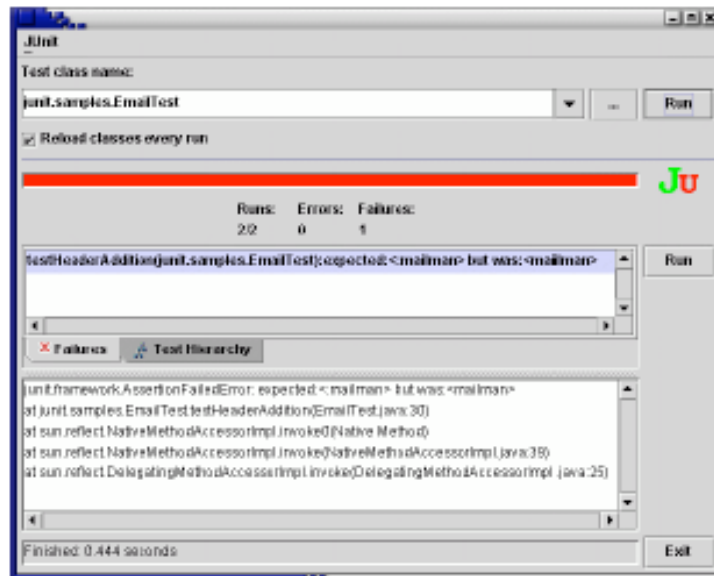 JUnit
Test class name:
junit.samples.EmailTest
...
Run
Reload classes every run
JU
Runs: Errors: Failures:
2/2 0 1
testHeaderAddition(junit.samples.EmailTest):expected:<:mailman> but was:<mailman>
Run
Failures Test Hierarchy
junit.framework.AssertionFailedError: expected:<:mailman> but was:<mailman>
at junit.samples.EmailTest.testHeaderAddition(EmailTest.java:30)
at sun.reflect.NativeMethodAccessorImpl.invoke0(Native Method)
at sun.reflect.NativeMethodAccessorImpl.invoke(NativeMethodAccessorImpl.java:39)
at sun.reflect.DelegatingMethodAccessorImpl.invoke(DelegatingMethodAccessorImpl.java:25)
Finished: 0.444 seconds
Exit